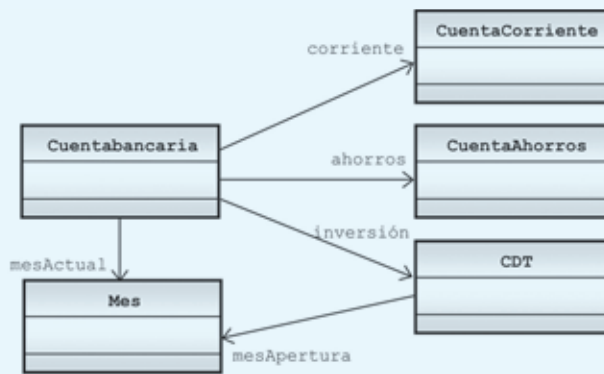 CuentaCorriente
corriente
Cuentabancaria
ahorros
CuentaAhorros
inversión
CDT
mesActual
Mes
mesApertura